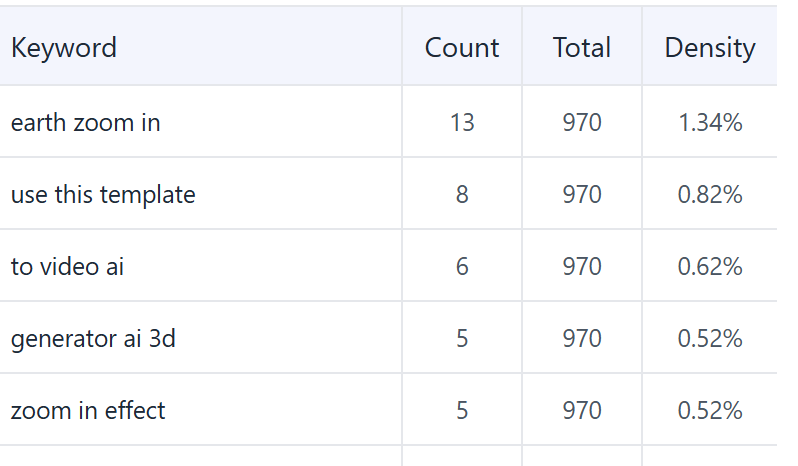 Keyword Count Total Density
earth zoom in 13 970 1.34%
use this template 8 970 0.82%
to video ai 6 970 0.62%
generator ai 3d 5 970 0.52%
zoom in effect 5 970 0.52%